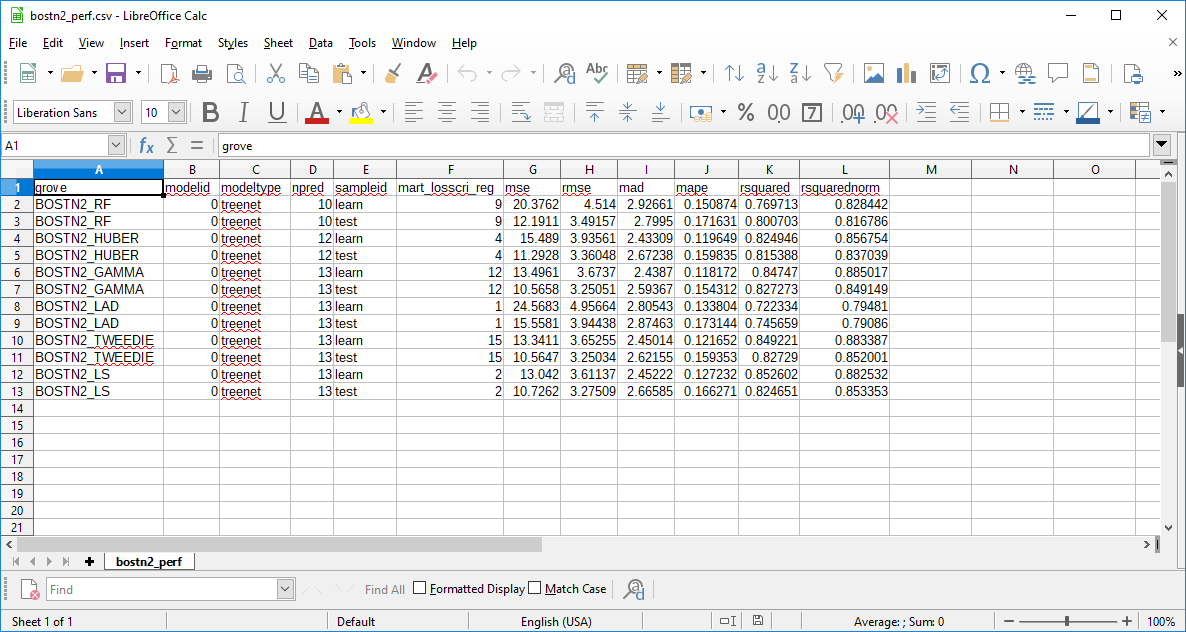 bostn2_perf.csv - LibreOffice Calc
File Edit View Insert Format Styles Sheet Data Tools Window Help
Abc
Liberation Sans 10 B I U A % 0.0 7 .00 0.0
A1 fx Σ = grove
A B C D E F G H I J K L M N O
1 grove modelid modeltype npred sampleid mart_losscri_reg mse rmse mad mape rsquared rsquarednorm
2 BOSTN2_RF 0 treenet 10 learn 9 20.3762 4.514 2.92661 0.150874 0.769713 0.828442
3 BOSTN2_RF 0 treenet 10 test 9 12.1911 3.49157 2.7995 0.171631 0.800703 0.816786
4 BOSTN2_HUBER 0 treenet 12 learn 4 15.489 3.93561 2.43309 0.119649 0.824946 0.856754
5 BOSTN2_HUBER 0 treenet 12 test 4 11.2928 3.36048 2.67238 0.159835 0.815388 0.837039
6 BOSTN2_GAMMA 0 treenet 13 learn 12 13.4961 3.6737 2.4387 0.118172 0.84747 0.885017
7 BOSTN2_GAMMA 0 treenet 13 test 12 10.5658 3.25051 2.59367 0.154312 0.827273 0.849149
8 BOSTN2_LAD 0 treenet 13 learn 1 24.5683 4.95664 2.80543 0.133804 0.722334 0.79481
9 BOSTN2_LAD 0 treenet 13 test 1 15.5581 3.94438 2.87463 0.173144 0.745659 0.79086
10 BOSTN2_TWEEDIE 0 treenet 13 learn 15 13.3411 3.65255 2.45014 0.121652 0.849221 0.883387
11 BOSTN2_TWEEDIE 0 treenet 13 test 15 10.5647 3.25034 2.62155 0.159353 0.82729 0.852001
12 BOSTN2_LS 0 treenet 13 learn 2 13.042 3.61137 2.45222 0.127232 0.852602 0.882532
13 BOSTN2_LS 0 treenet 13 test 2 10.7262 3.27509 2.66585 0.166271 0.824651 0.853353
14
15
16
17
18
19
20
21
bostn2_perf
Find Find All Formatted Display Match Case
Sheet 1 of 1 Default English (USA) Average: ; Sum: 0 100%